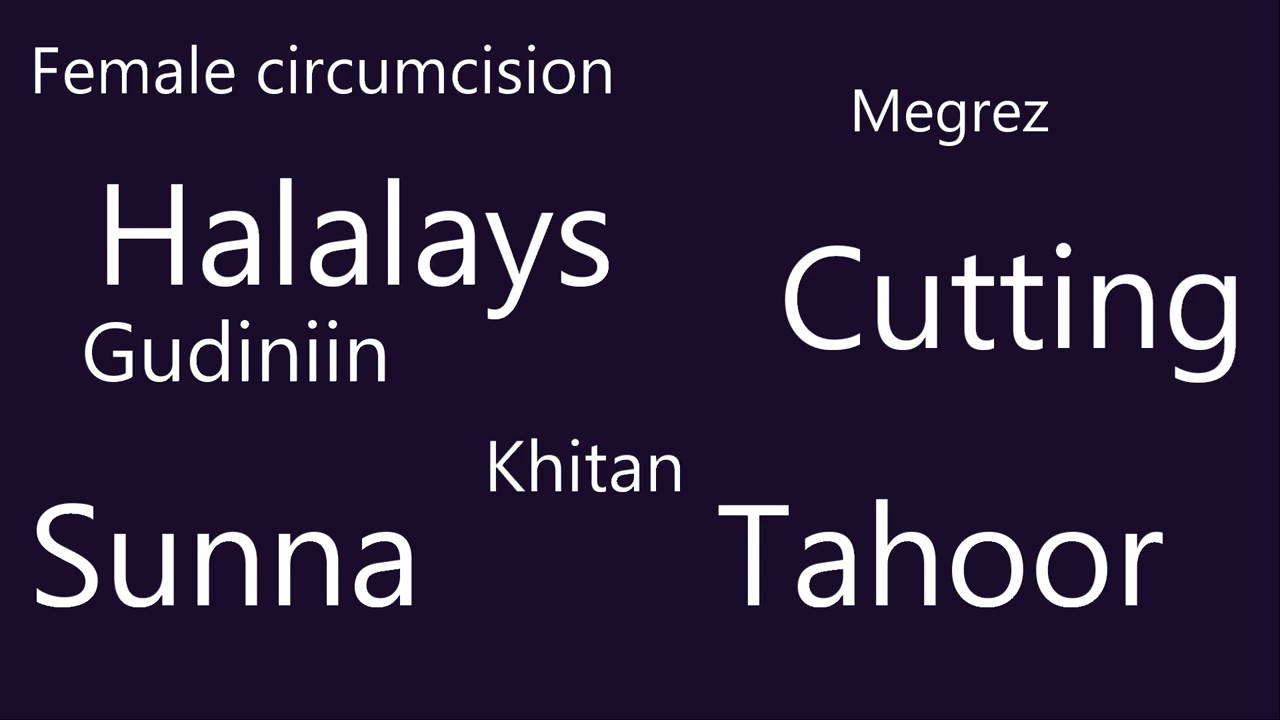 Female circumcision
Megrez
Halalays
Cutting
Gudiniin
Khitan
Sunna
Tahoor